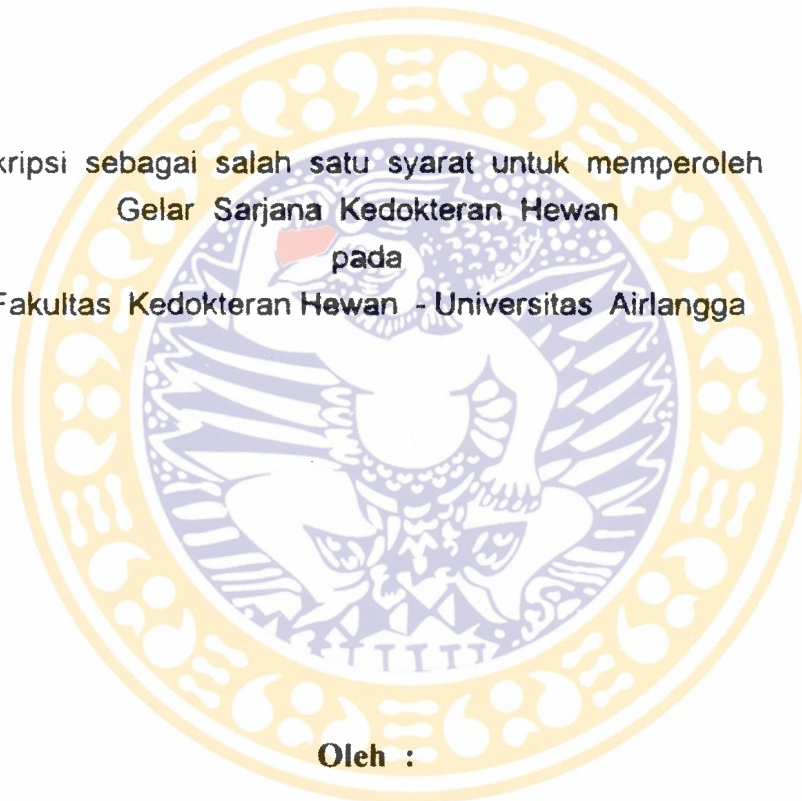 kripsi sebagai salah satu syarat untuk memperoleh
Gelar Sarjana Kedokteran Hewan
pada
Fakultas Kedokteran Hewan - Universitas Airlangga
Oleh :